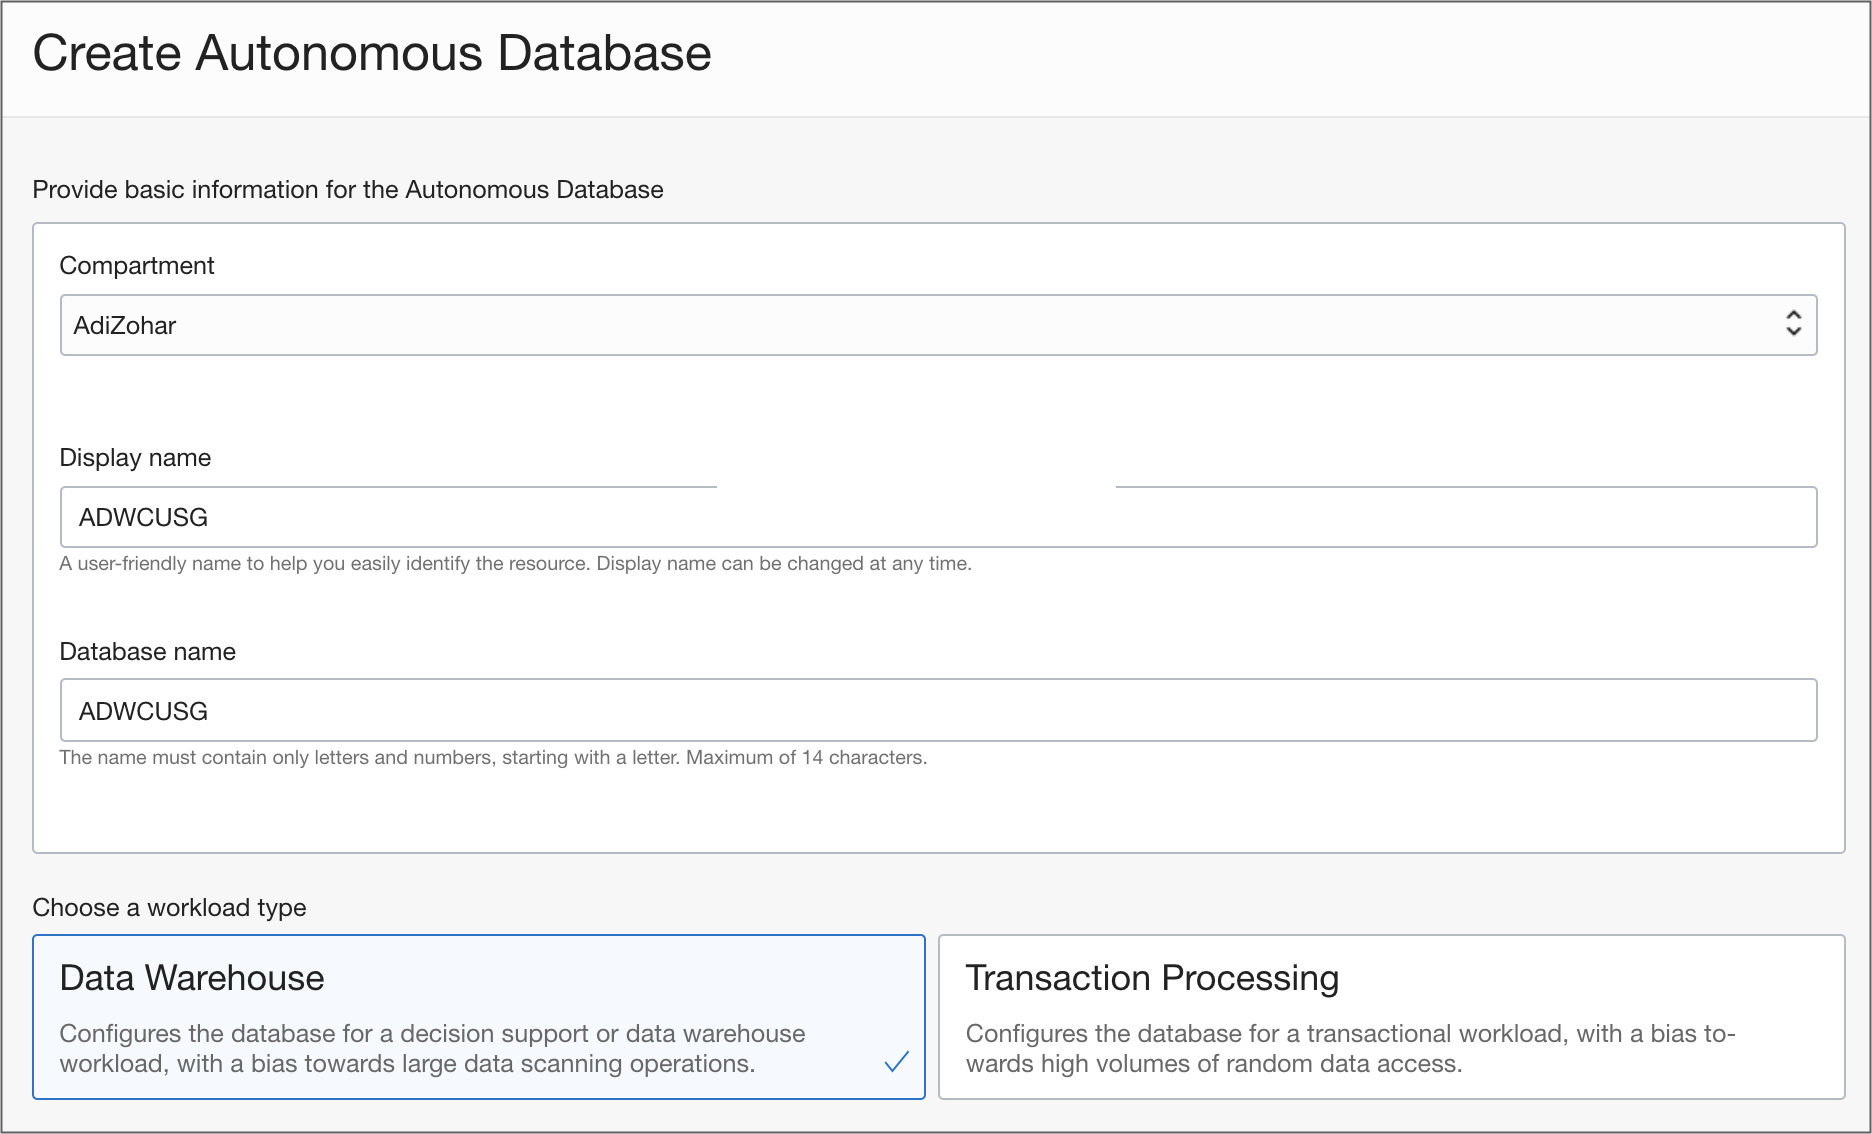 Create Autonomous Database
Provide basic information for the Autonomous Database
Compartment
AdiZohar
Display name
ADWCUSG
A user-friendly name to help you easily identify the resource. Display name can be changed at any time.
Database name
ADWCUSG
The name must contain only letters and numbers, starting with a letter. Maximum of 14 characters.
Choose a workload type
Data Warehouse
Configures the database for a decision support or data warehouse
workload, with a bias towards large data scanning operations.
Transaction Processing
Configures the database for a transactional workload, with a bias to-
wards high volumes of random data access.